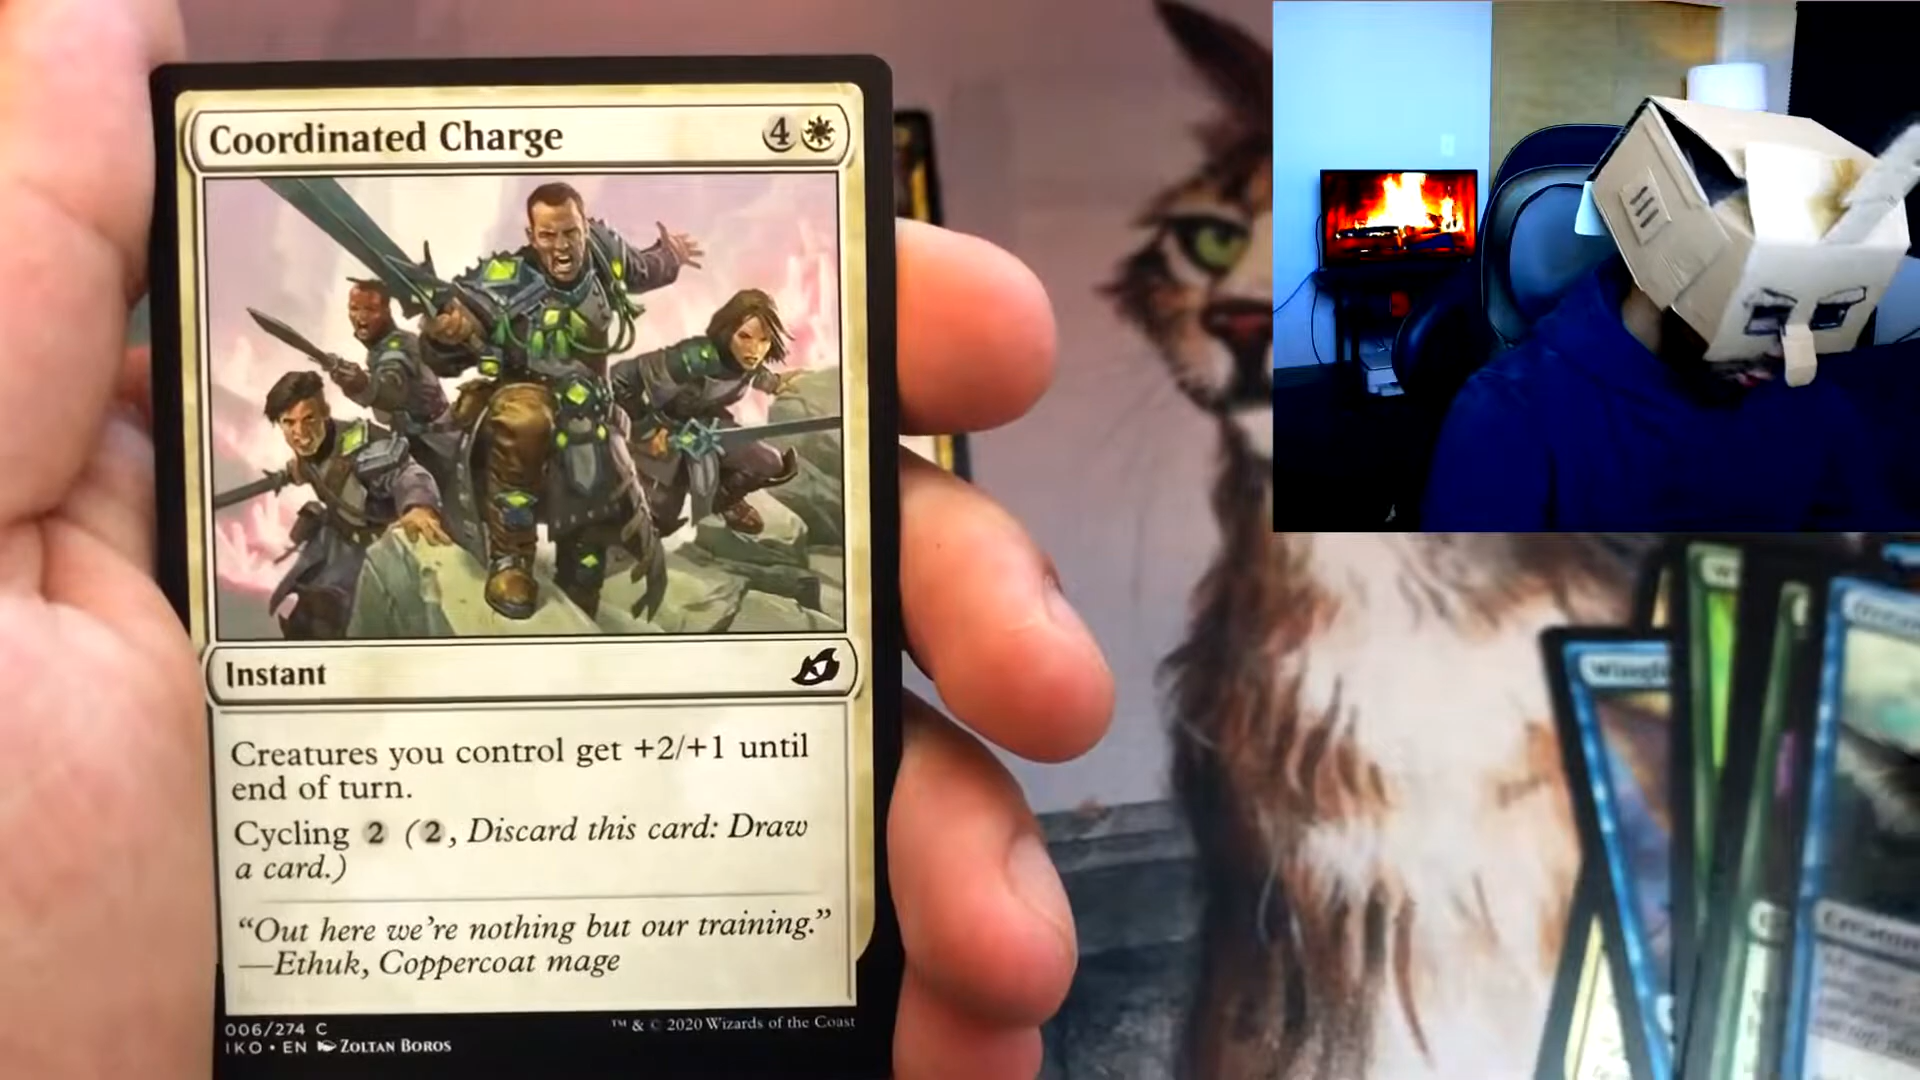 Coordinated Charge 4
Instant
Creatures you control get +2/+1 until
end of turn.
Cycling 2 (2, Discard this card: Draw
a card.)
“Out here we’re nothing but our training.”
—Ethuk, Coppercoat mage
006/274 C
™ & © 2020 Wizards of the Coast
IKO • EN ZOLTAN BOROS